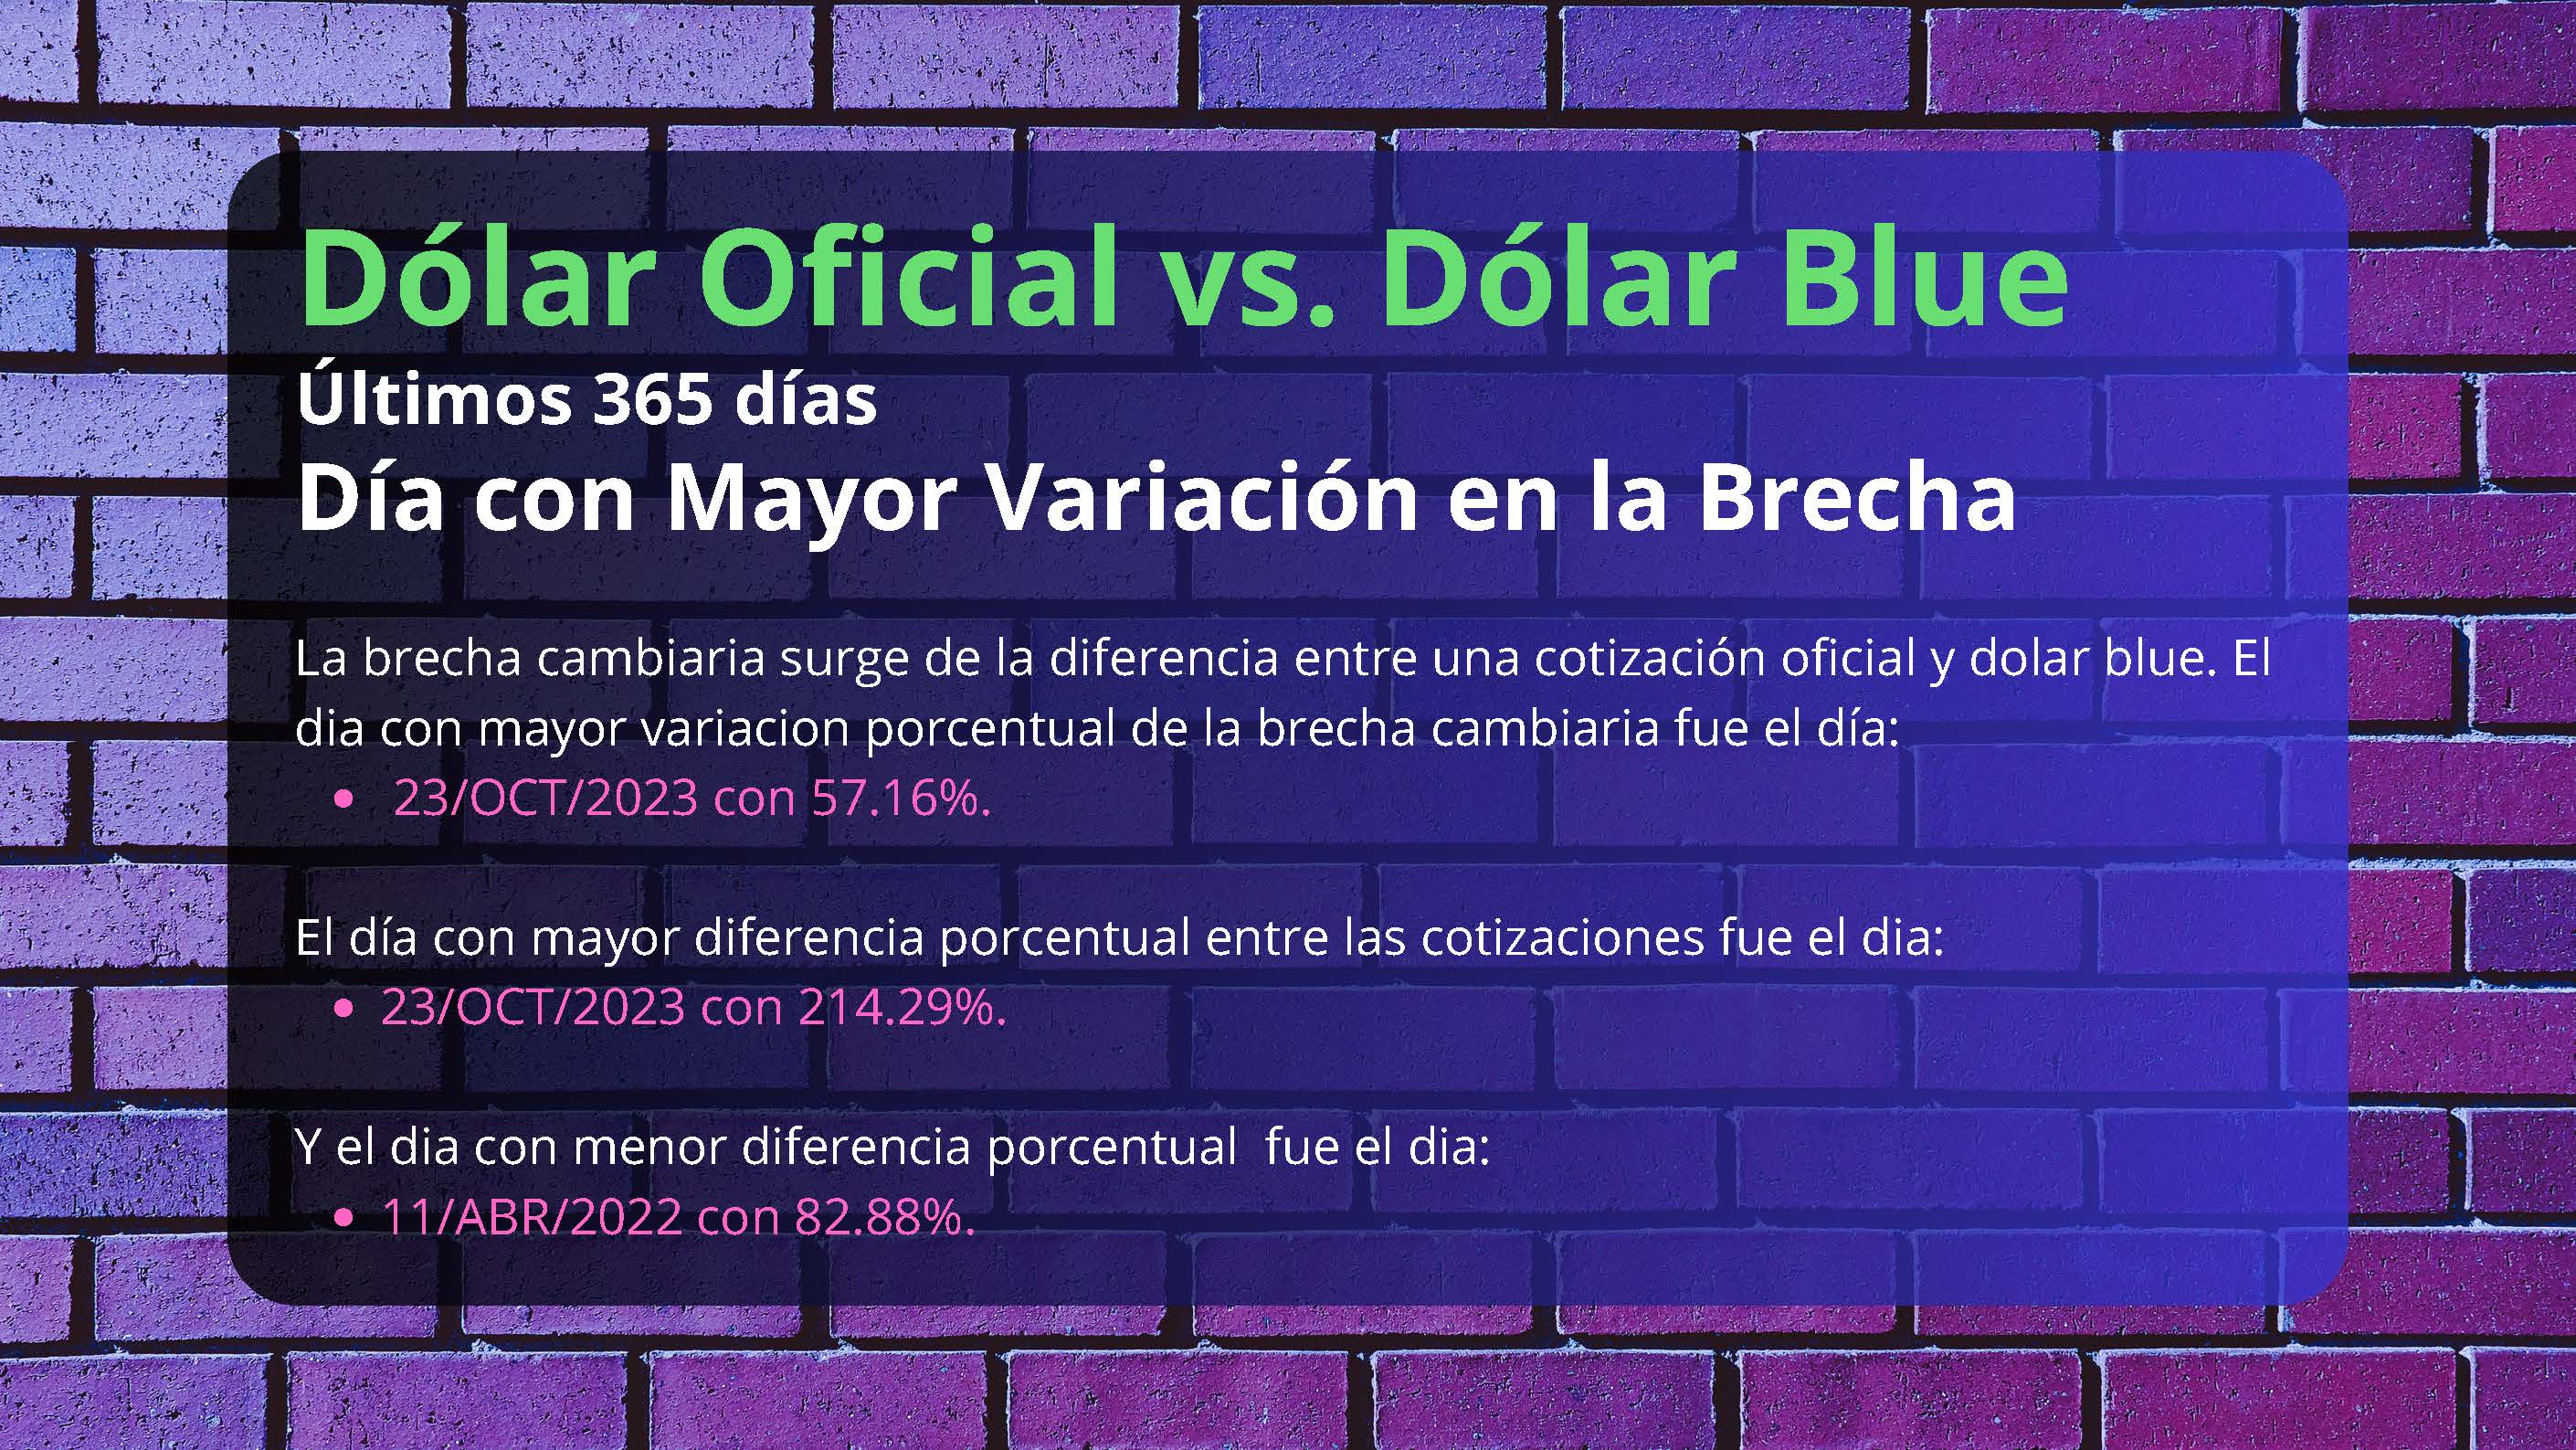 Dólar Oficial vs. Dólar Blue
Últimos 365 días
Día con Mayor Variación en la Brecha
La brecha cambiaria surge de la diferencia entre una cotización oficial y dolar blue. El
dia con mayor variacion porcentual de la brecha cambiaria fue el día:
• 23/OCT/2023 con 57.16%.
El día con mayor diferencia porcentual entre las cotizaciones fue el dia:
• 23/OCT/2023 con 214.29%.
Y el dia con menor diferencia porcentual  fue el dia:
• 11/ABR/2022 con 82.88%.